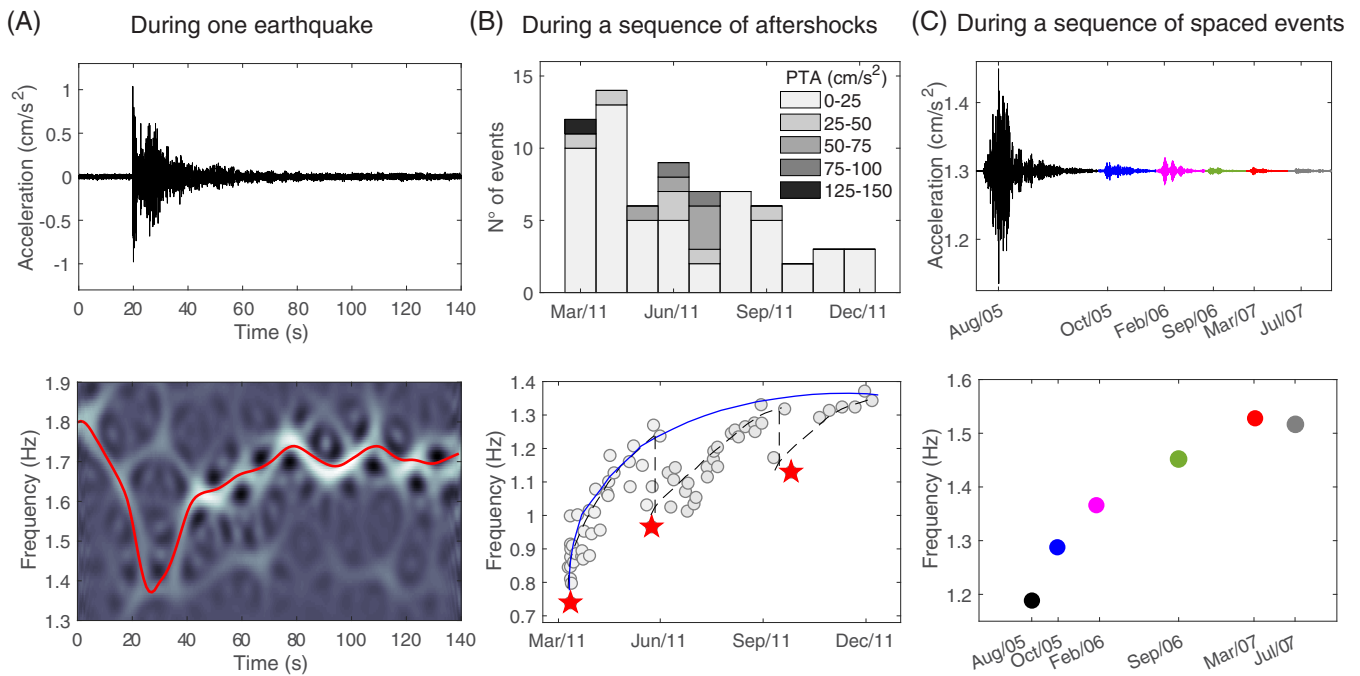 (A) During one earthquake
Acceleration (cm/s²)
1
0.5
0
-0.5
-1
0 20 40 60 80 100 120 140
Time (s)
Frequency (Hz)
1.9
1.8
1.7
1.6
1.5
1.4
1.3
0 20 40 60 80 100 120 140
Time (s)
(B) During a sequence of aftershocks
N° of events
15
10
5
0
PTA (cm/s²)
0-25
25-50
50-75
75-100
125-150
Mar/11 Jun/11 Sep/11 Dec/11
Frequency (Hz)
1.4
1.3
1.2
1.1
1
0.9
0.8
0.7
Mar/11 Jun/11 Sep/11 Dec/11
(C) During a sequence of spaced events
Acceleration (cm/s²)
1.4
1.3
1.2
Aug/05 Oct/05 Feb/06 Sep/06 Mar/07 Jul/07
Frequency (Hz)
1.6
1.5
1.4
1.3
1.2
Aug/05 Oct/05 Feb/06 Sep/06 Mar/07 Jul/07